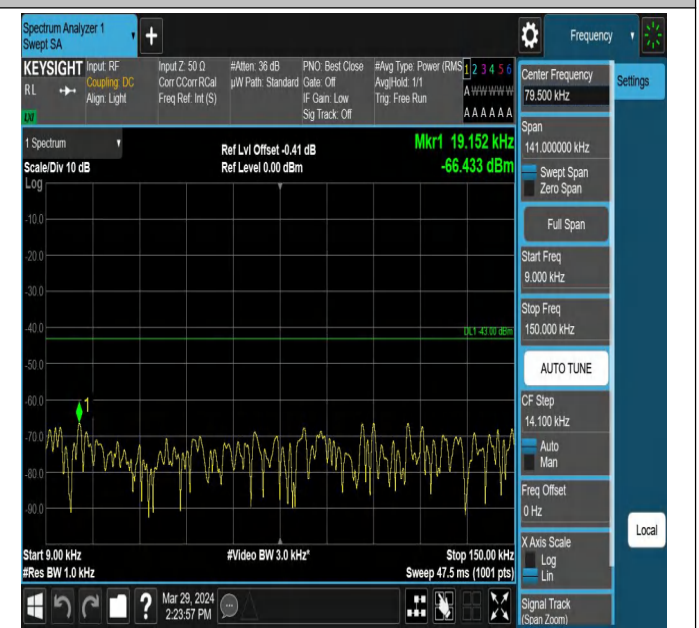 Spectrum Analyzer 1
Swept SA
+
Frequency
KEYSIGHT
RL
LXI
Input: RF
Coupling: DC
Align: Light
Input Z: 50 Ω
Corr CCorr RCal
Freq Ref: Int (S)
#Atten: 36 dB
µW Path: Standard
PNO: Best Close
Gate: Off
IF Gain: Low
Sig Track: Off
#Avg Type: Power (RMS
Avg|Hold: 1/1
Trig: Free Run
1 2 3 4 5 6
A W W W W W
A A A A A A
Center Frequency
79.500 kHz
Settings
Span
141.000000 kHz
Swept Span
Zero Span
Full Span
Start Freq
9.000 kHz
Stop Freq
150.000 kHz
AUTO TUNE
CF Step
14.100 kHz
Auto
Man
Freq Offset
0 Hz
X Axis Scale
Log
Lin
Signal Track
(Span Zoom)
Local
1 Spectrum
Scale/Div 10 dB
Log
Ref Lvl Offset -0.41 dB
Ref Level 0.00 dBm
Mkr1 19.152 kHz
-66.433 dBm
-10.0
-20.0
-30.0
-40.0
-50.0
-60.0
-70.0
-80.0
-90.0
DL1 -43.00 dBm
1
Start 9.00 kHz
#Res BW 1.0 kHz
#Video BW 3.0 kHz*
Stop 150.00 kHz
Sweep 47.5 ms (1001 pts)
?
Mar 29, 2024
2:23:57 PM